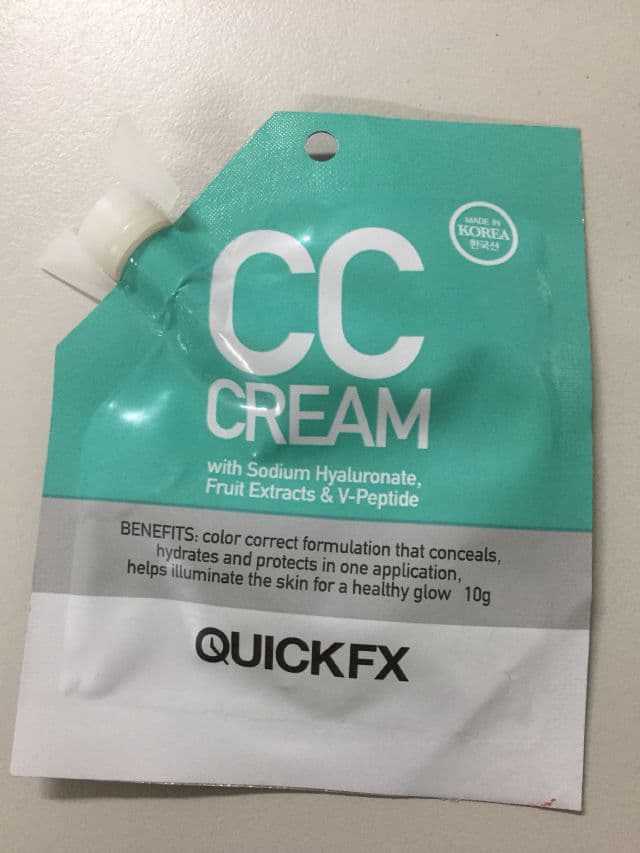 MADE IN
KOREA
한국산
CC
CREAM
with Sodium Hyaluronate,
Fruit Extracts & V-Peptide
BENEFITS: color correct formulation that conceals,
hydrates and protects in one application,
helps illuminate the skin for a healthy glow 10g
QUICKFX